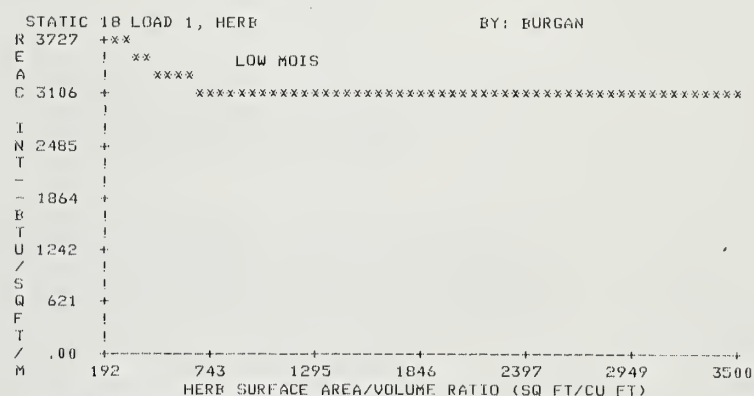 STATIC 18 LOAD 1, HERB BY: BURGAN
R 3727 +**
E ! ** LOW MOIS
A ! ****
C 3106 + ****************************************************
!
I !
N 2485 +
T !
- !
- 1864 +
B !
T !
U 1242 +
/ !
S !
Q 621 +
F !
T !
/ .00 +---------+---------+---------+---------+---------+---------+
M 192 743 1295 1846 2397 2949 3500
HERB SURFACE AREA/VOLUME RATIO (SQ FT/CU FT)